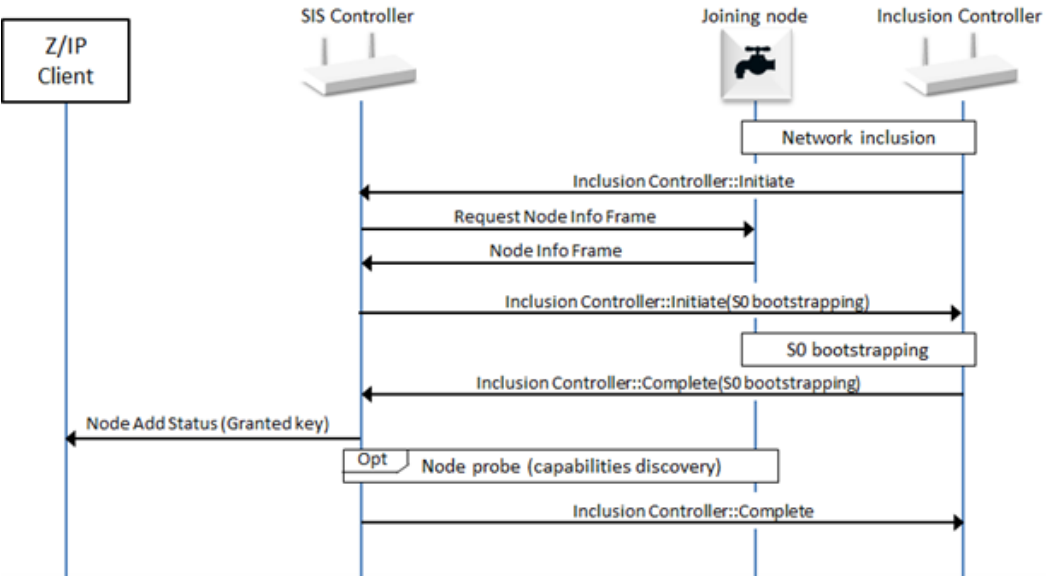 SIS Controller
Joining node
Inclusion Controller
Z/IP
Client
Network inclusion
Inclusion Controller::Initiate
Request Node Info Frame
Node Info Frame
Inclusion Controller::Initiate(S0 bootstrapping)
S0 bootstrapping
Inclusion Controller::Complete(S0 bootstrapping)
Node Add Status (Granted key)
Opt
Node probe (capabilities discovery)
Inclusion Controller::Complete